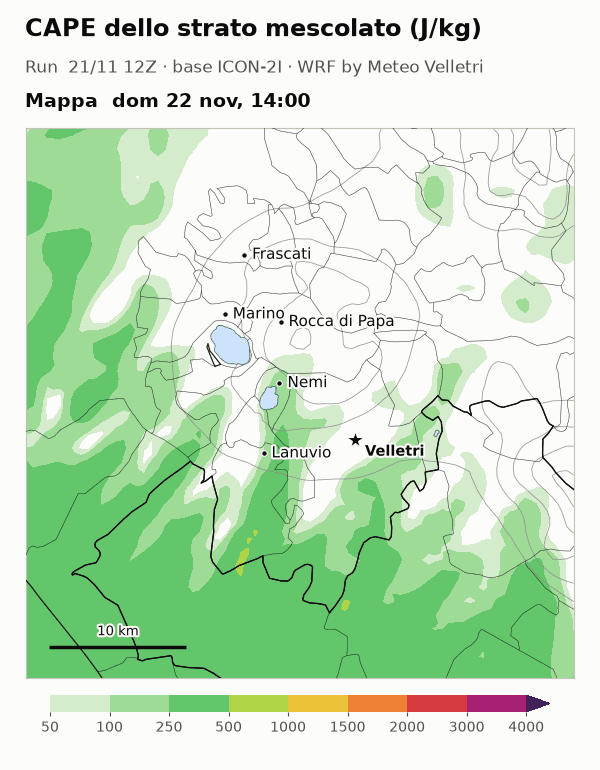 CAPE dello strato mescolato (J/kg)
Run  21/11 12Z · base ICON-2I · WRF by Meteo Velletri
Mappa  dom 22 nov, 14:00
Frascati
Marino
Rocca di Papa
Nemi
Velletri
Lanuvio
10 km
50 100 250 500 1000 1500 2000 3000 4000